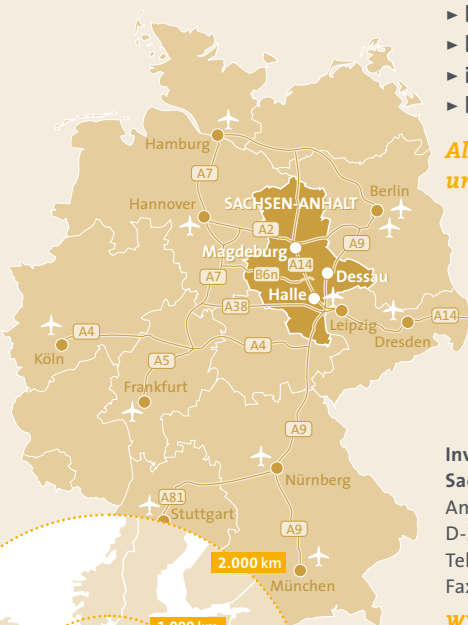 Hamburg
A7
Hannover
SACHSEN-ANHALT
Berlin
A2
A9
Magdeburg
A14
A7
B6n
Dessau
Halle
A38
Leipzig
A14
Dresden
A4
Köln
A5
A4
Frankfurt
A9
Nürnberg
A81
Stuttgart
A9
2.000 km
München